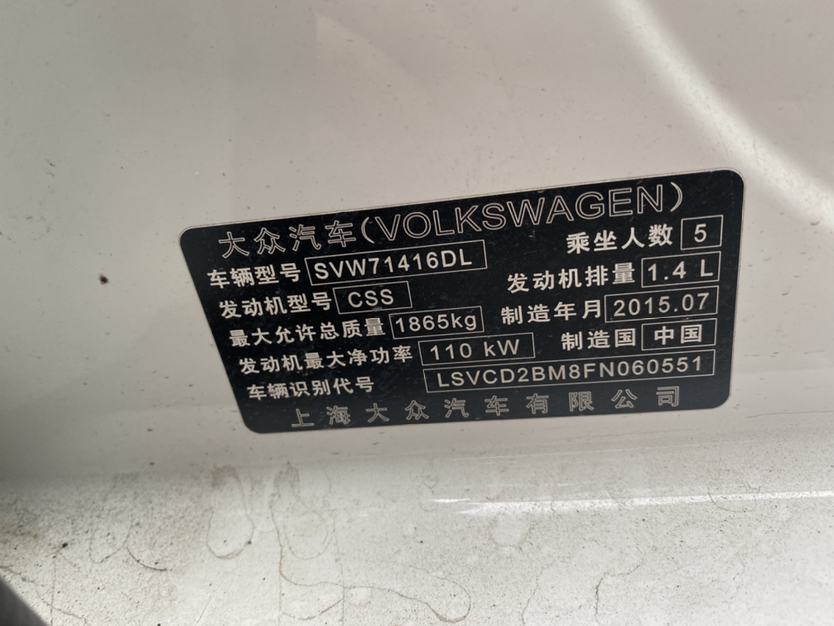 大众汽车(VOLKSWAGEN)
车辆型号 SVW71416DL 乘坐人数 5
发动机型号 CSS 发动机排量 1.4 L
最大允许总质量 1865kg 制造年月 2015.07
发动机最大净功率 110 kW 制造国 中国
车辆识别代号 LSVCD2BM8FN060551
上海大众汽车有限公司